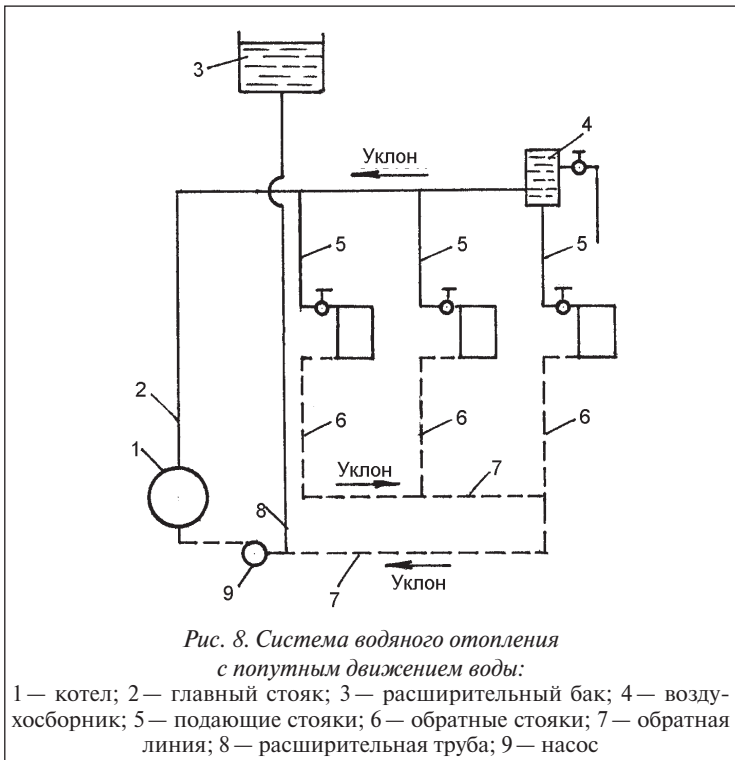 3
4
Уклон
5
5
5
2
6
6
6
1
Уклон
7
8
9
7
Уклон
Рис. 8. Система водяного отопления
с попутным движением воды:
1 — котел; 2 — главный стояк; 3 — расширительный бак; 4 — возду-
хосборник; 5 — подающие стояки; 6 — обратные стояки; 7 — обратная
линия; 8 — расширительная труба; 9 — насос